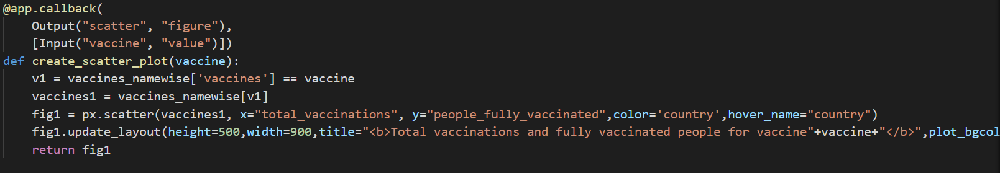 @app.callback(
    Output("scatter", "figure"),
    [Input("vaccine", "value")])
def create_scatter_plot(vaccine):
    v1 = vaccines_namewise['vaccines'] == vaccine
    vaccines1 = vaccines_namewise[v1]
    fig1 = px.scatter(vaccines1, x="total_vaccinations", y="people_fully_vaccinated",color='country',hover_name="country")
    fig1.update_layout(height=500,width=900,title="<b>Total vaccinations and fully vaccinated people for vaccine"+vaccine+"</b>",plot_bgcol
    return fig1